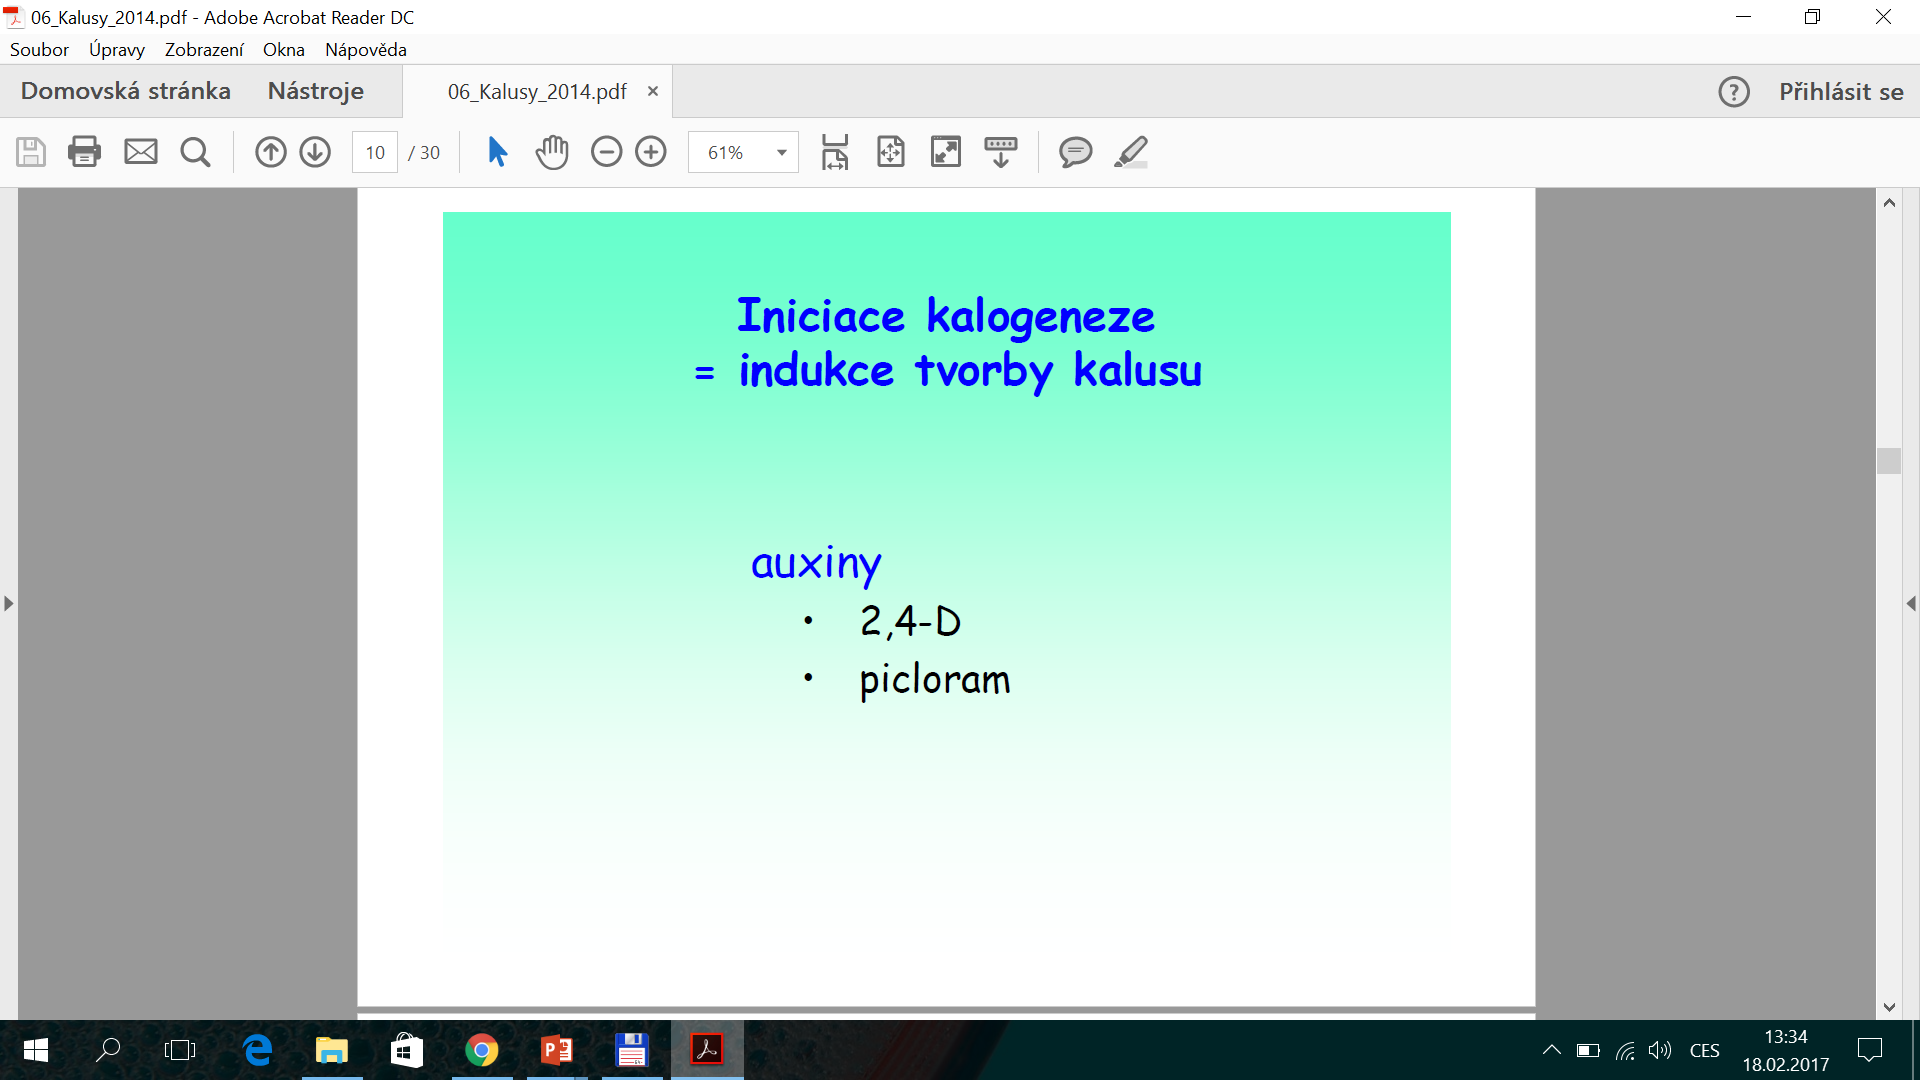 06_Kalusy_2014.pdf - Adobe Acrobat Reader DC
Soubor Úpravy Zobrazení Okna Nápověda
Domovská stránka Nástroje 06_Kalusy_2014.pdf × ? Přihlásit se
10 / 30 61%
Iniciace kalogeneze
= indukce tvorby kalusu
auxiny
• 2,4-D
• picloram
CES
13:34
18.02.2017